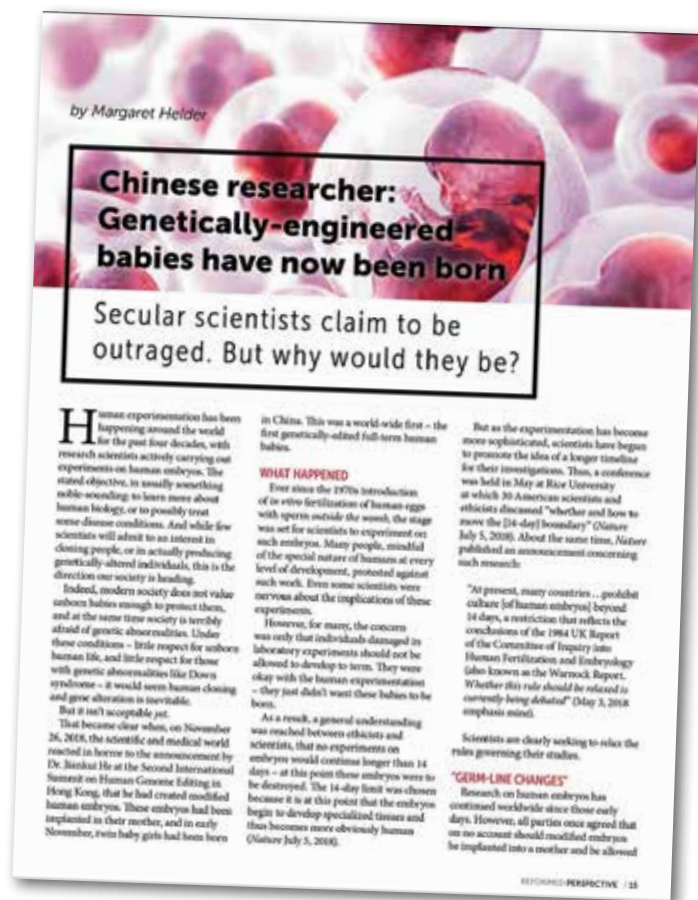 by Margaret Helder
Chinese researcher:
Genetically-engineered
babies have now been born
Secular scientists claim to be
outraged. But why would they be?
Human experimentation has been
happening around the world
for the past four decades, with
research scientists actively carrying out
experiments on human embryos. The
stated objective, is usually something
noble-sounding: to learn more about
human biology, or to possibly treat
some disease conditions. And while few
scientists will admit to an interest in
cloning people, or in actually producing
genetically-altered individuals, this is the
direction our society is heading.
Indeed, modern society does not value
unborn babies enough to protect them,
and at the same time society is terribly
afraid of genetic abnormalities. Under
these conditions – little respect for unborn
human life, and little respect for those
with genetic abnormalities like Down
syndrome – it would seem human cloning
and gene alteration is inevitable.
But it isn't acceptable yet.
That became clear when, on November
26, 2018, the scientific and medical world
reacted in horror to the announcement by
Dr. Jiankui He at the Second International
Summit on Human Genome Editing in
Hong Kong, that he had created modified
human embryos. These embryos had been
implanted in their mother, and in early
November, twin baby girls had been born
in China. This was a world-wide first – the
first genetically-edited full-term human
babies.
WHAT HAPPENED
Ever since the 1970s introduction
of in vitro fertilization of human eggs
with sperm outside the womb, the stage
was set for scientists to experiment on
such embryos. Many people, mindful
of the special nature of humans at every
level of development, protested against
such work. Even some scientists were
nervous about the implications of these
experiments.
However, for many, the concern
was only that individuals damaged in
laboratory experiments should not be
allowed to develop to term. They were
okay with the human experimentation
– they just didn't want these babies to be
born.
As a result, a general understanding
was reached between ethicists and
scientists, that no experiments on
embryos would continue longer than 14
days – at this point these embryos were to
be destroyed. The 14-day limit was chosen
because it is at this point that the embryos
begin to develop specialized tissues and
thus becomes more obviously human
(Nature July 5, 2018).
But as the experimentation has become
more sophisticated, scientists have begun
to promote the idea of a longer timeline
for their investigations. Thus, a conference
was held in May at Rice University
at which 30 American scientists and
ethicists discussed "whether and how to
move the [14-day] boundary" (Nature
July 5, 2018). About the same time, Nature
published an announcement concerning
such research:
"At present, many countries ... prohibit
culture [of human embryos] beyond
14 days, a restriction that reflects the
conclusions of the 1984 UK Report
of the Committee of Inquiry into
Human Fertilization and Embryology
(also known as the Warnock Report.
Whether this rule should be relaxed is
currently being debated" (May 3, 2018
emphasis mine).
Scientists are clearly seeking to relax the
rules governing their studies.
"GERM-LINE CHANGES"
Research on human embryos has
continued worldwide since those early
days. However, all parties once agreed that
on no account should modified embryos
be implanted into a mother and be allowed
REFORMED PERSPECTIVE / 15